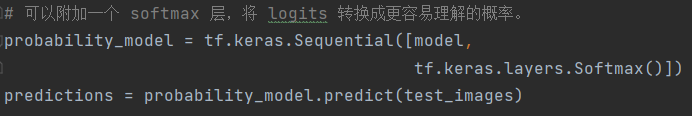 # 可以附加一个 softmax 层，将 logits 转换成更容易理解的概率。
probability_model = tf.keras.Sequential([model,
                                         tf.keras.layers.Softmax()])
predictions = probability_model.predict(test_images)